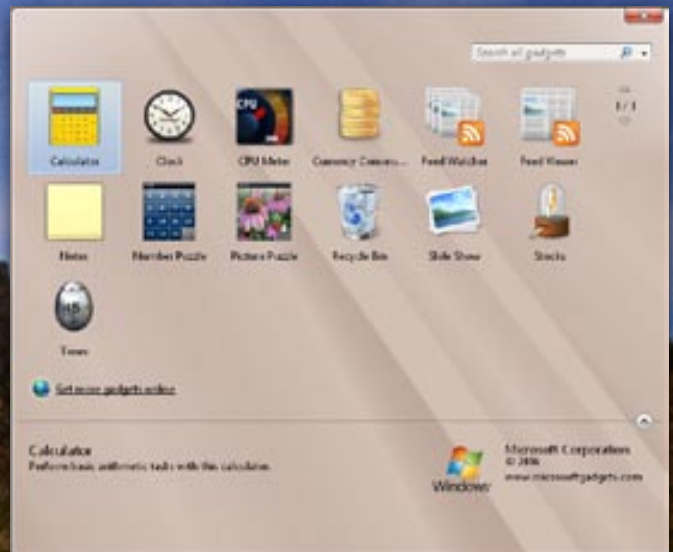 Search all gadgets
Calculator
Clock
CPU Meter
Currency Conver...
Feed Watcher
Feed Viewer
1 / 1
CPU
Notes
Number Puzzle
Picture Puzzle
Recycle Bin
Slide Show
Stocks
Timer
Get more gadgets online
Calculator
Perform basic arithmetic tasks with this calculator.
Windows
Microsoft Corporation
© 2006
www.microsoftgadgets.com